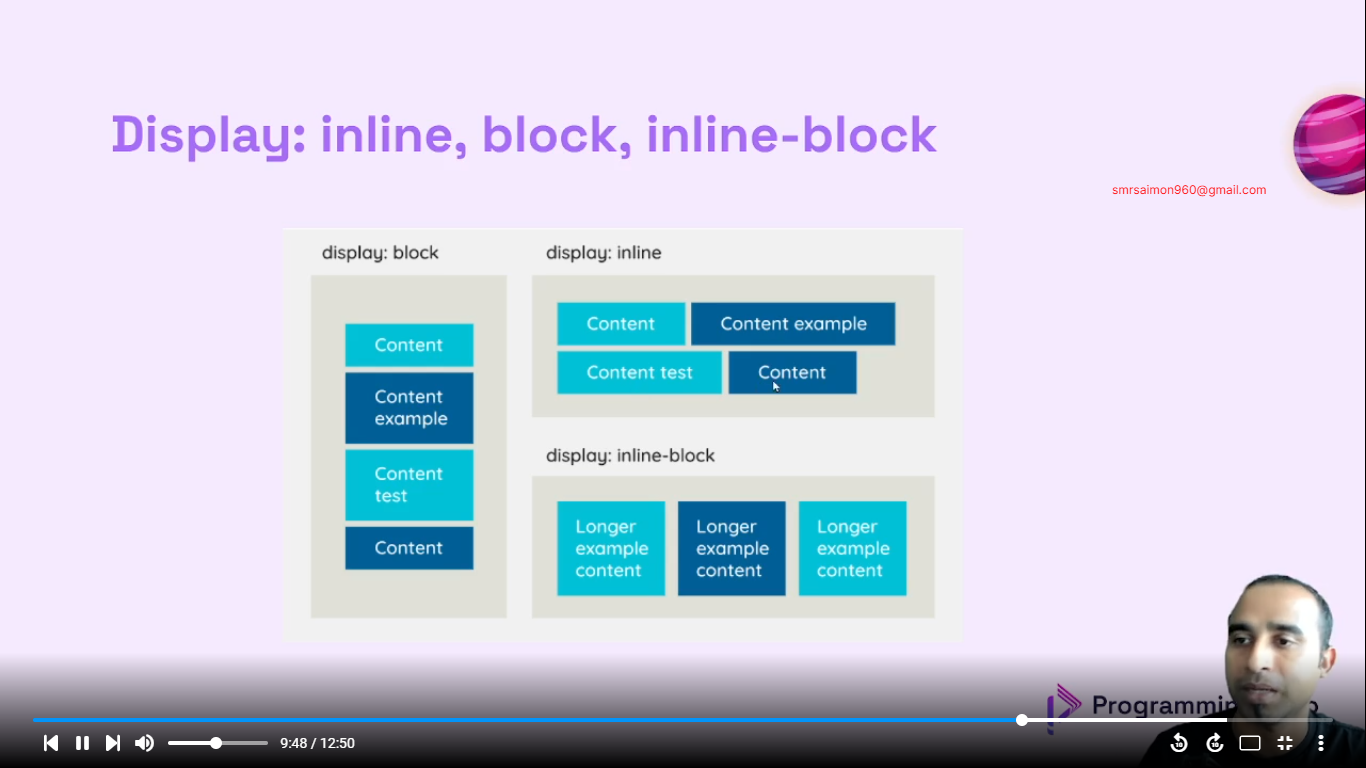 Display: inline, block, inline-block
smrsaimon960@gmail.com
display: block
Content
Content
example
Content
test
Content
display: inline
Content
Content example
Content test
Content
display: inline-block
Longer
example
content
Longer
example
content
Longer
example
content
9:48 / 12:50
10
10